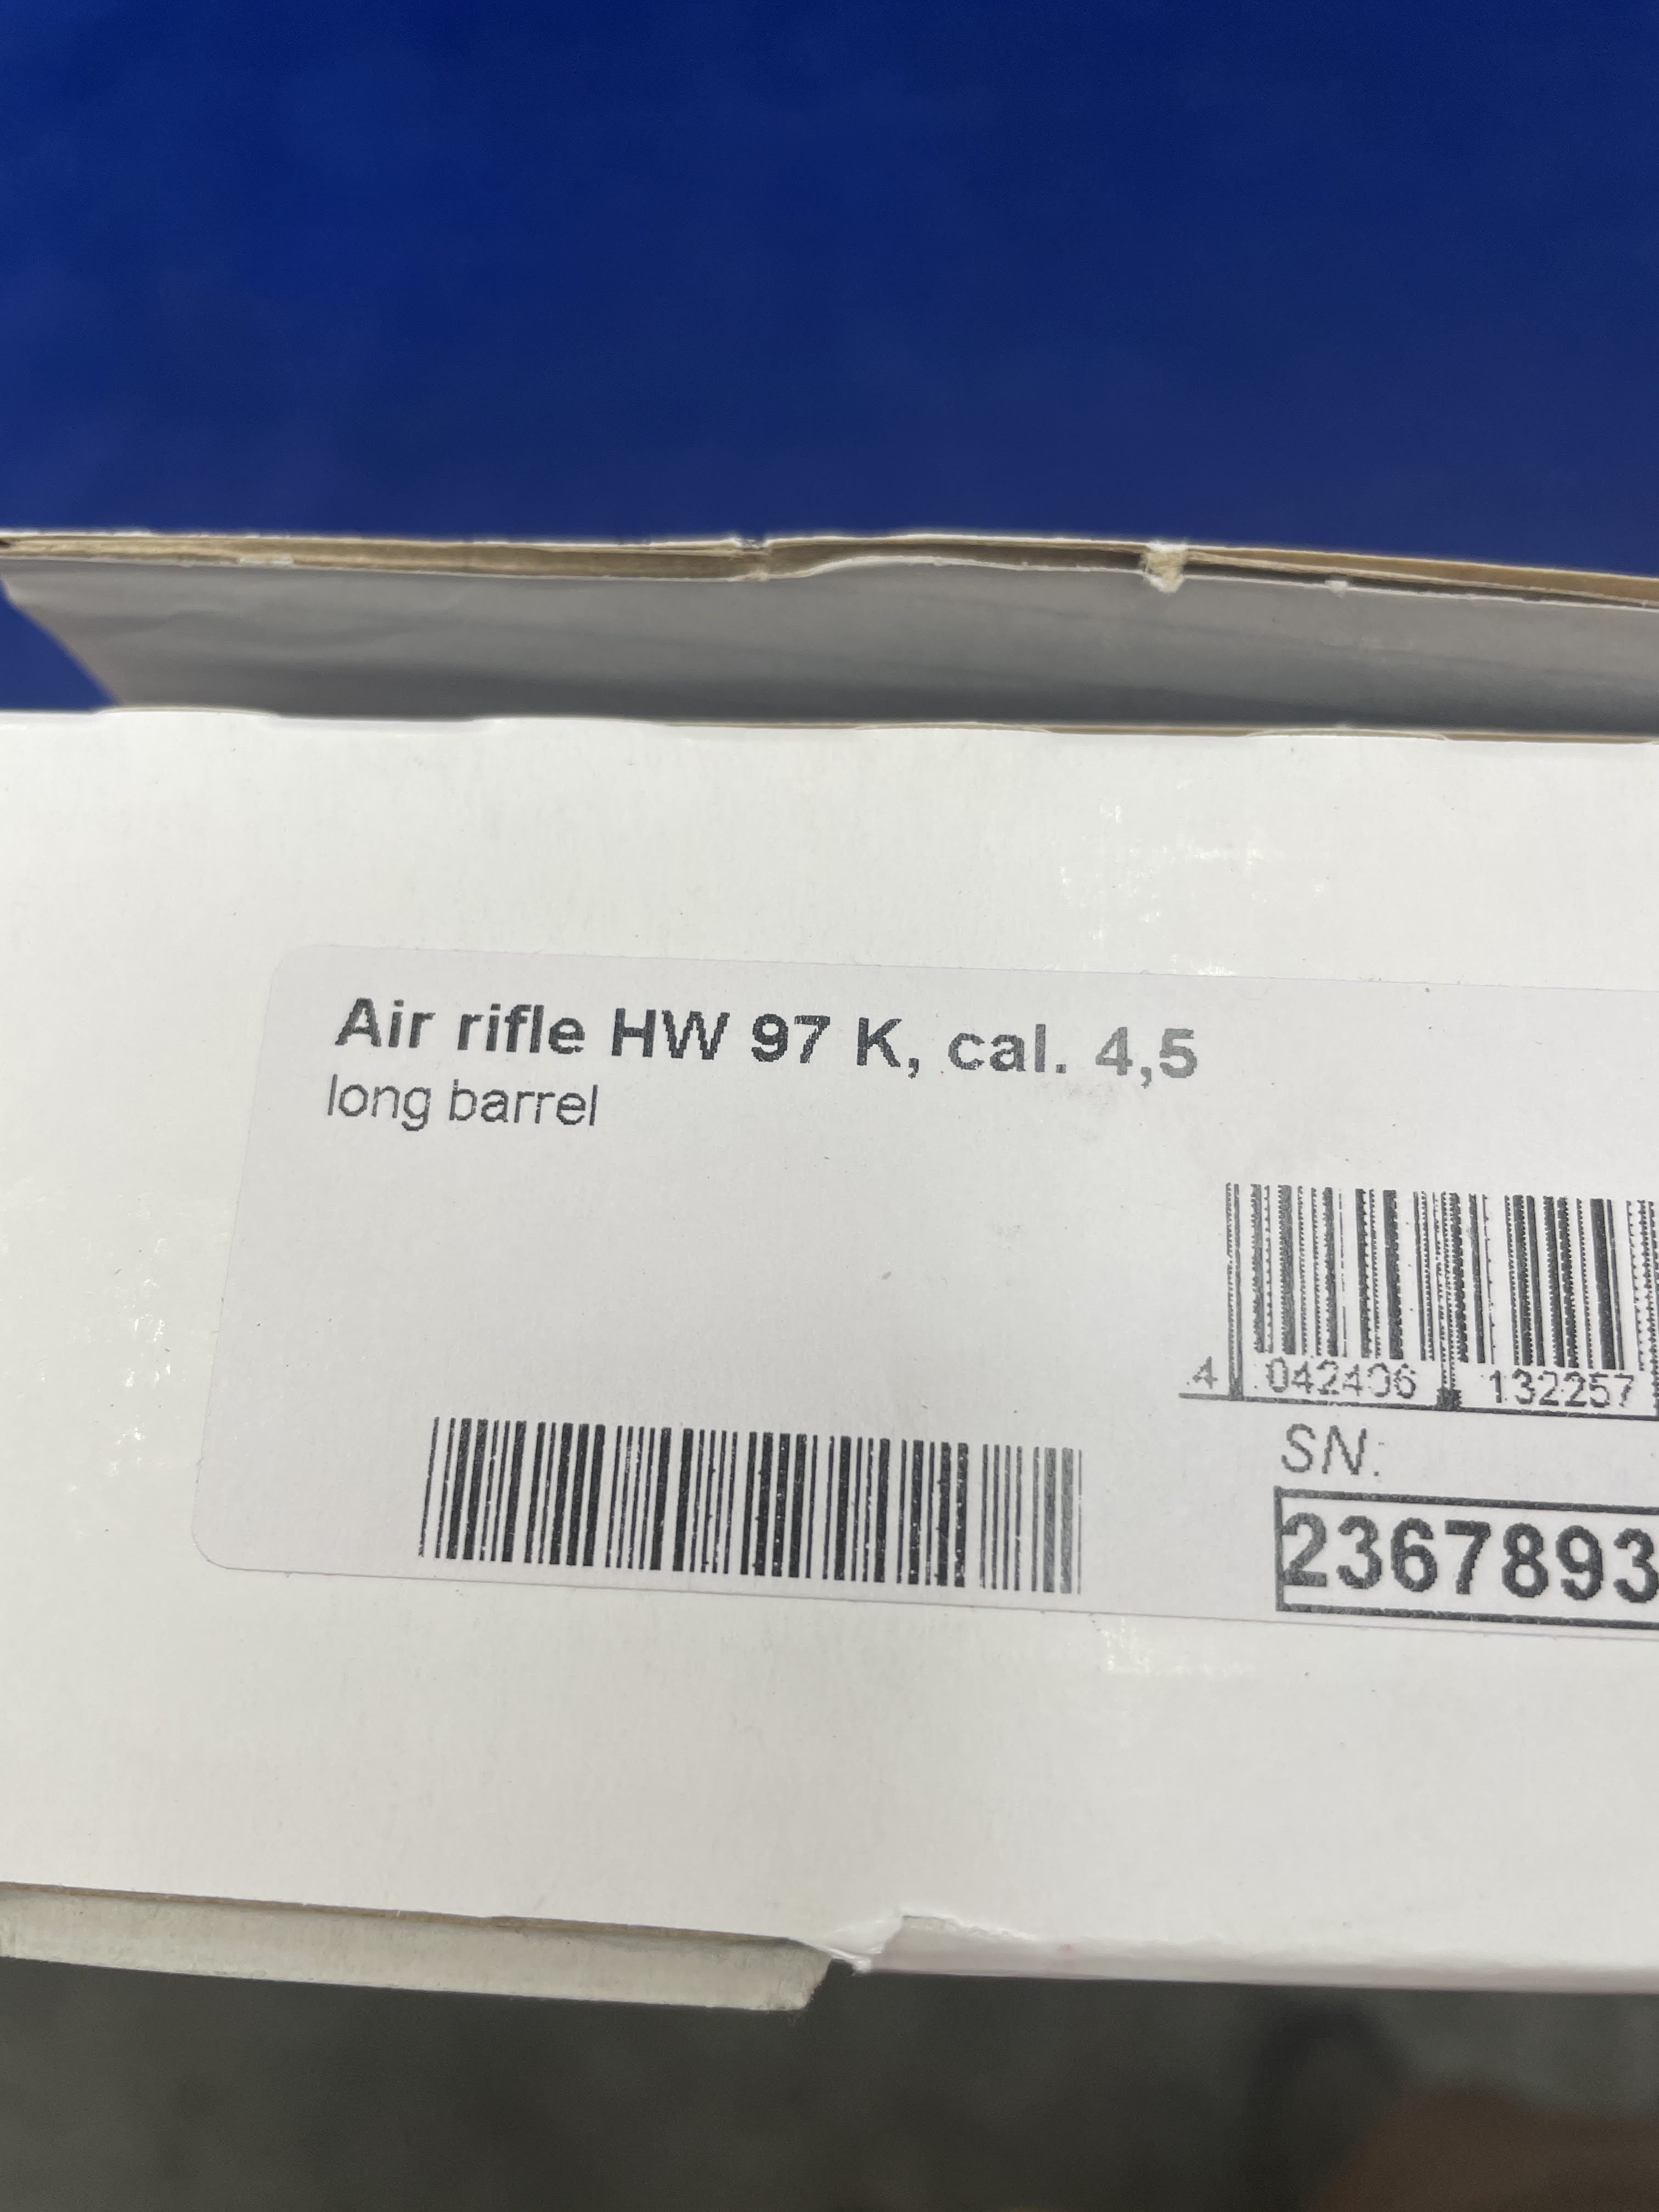 Air rifle HW 97 K, cal. 4,5
long barrel
4 042406 132257
SN:
2367893